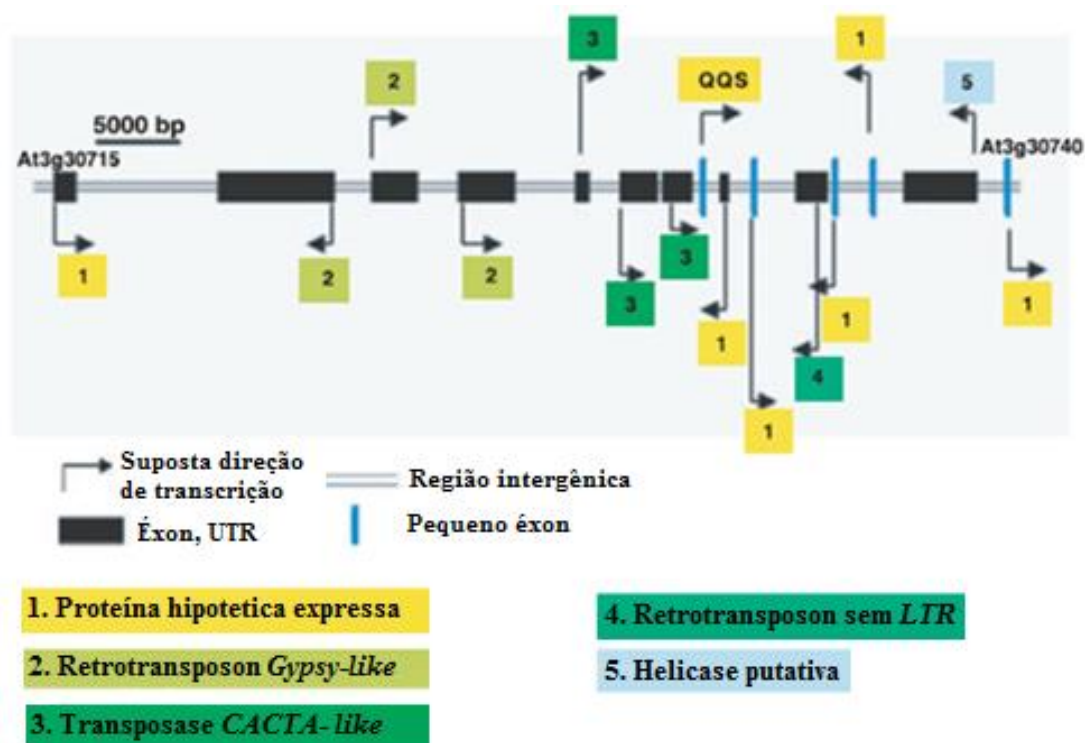 3
1
2
QQS
5
5000 bp
At3g30715
At3g30740
1
2
2
3
3
1
1
4
1
1
Suposta direção
de transcrição
Região intergênica
Éxon, UTR
Pequeno éxon
1. Proteína hipotetica expressa
2. Retrotransposon Gypsy-like
3. Transposase CACTA-like
4. Retrotransposon sem LTR
5. Helicase putativa